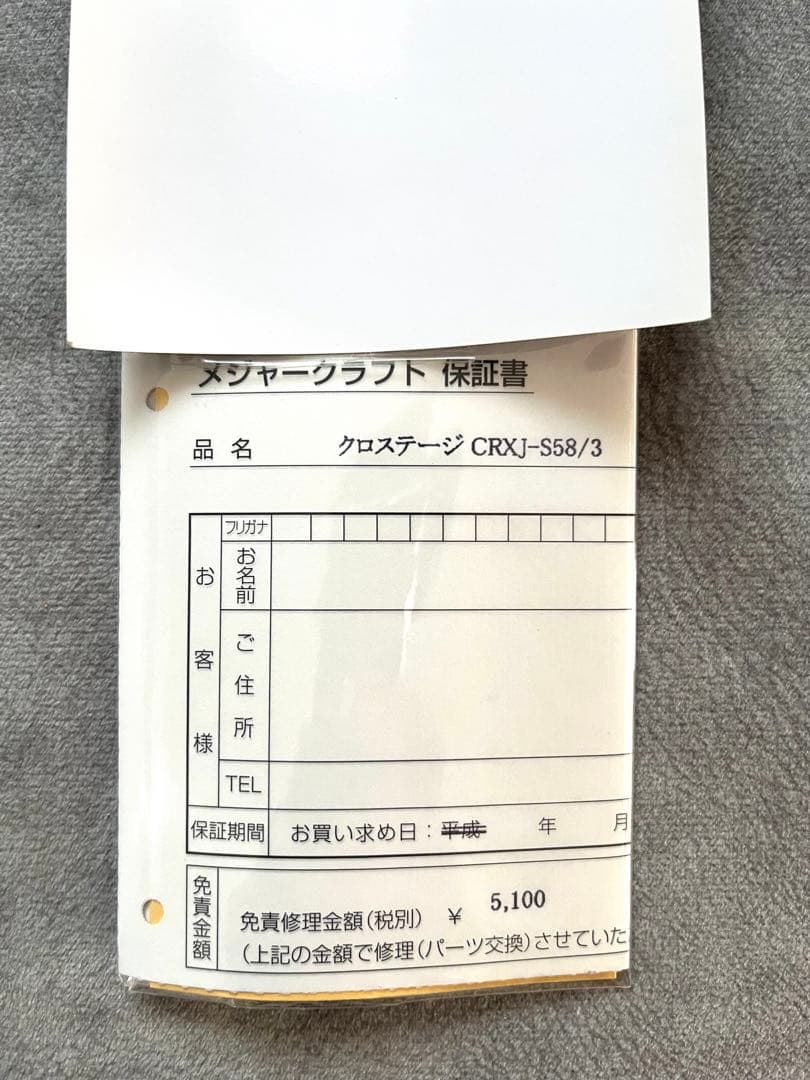 メジャークラフト 保証書
品名 クロステージ CRXJ-S58/3
お客様
フリガナ
お名前
ご住所
TEL
保証期間 お買い求め日：平成 年 月
免責金額
免責修理金額(税別) ¥ 5,100
(上記の金額で修理(パーツ交換)させていた